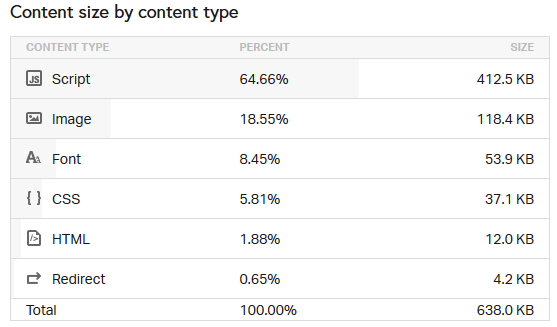 Content size by content type
CONTENT TYPE PERCENT SIZE
JS Script 64.66% 412.5 KB
Image 18.55% 118.4 KB
AA Font 8.45% 53.9 KB
{ } CSS 5.81% 37.1 KB
</> HTML 1.88% 12.0 KB
Redirect 0.65% 4.2 KB
Total 100.00% 638.0 KB